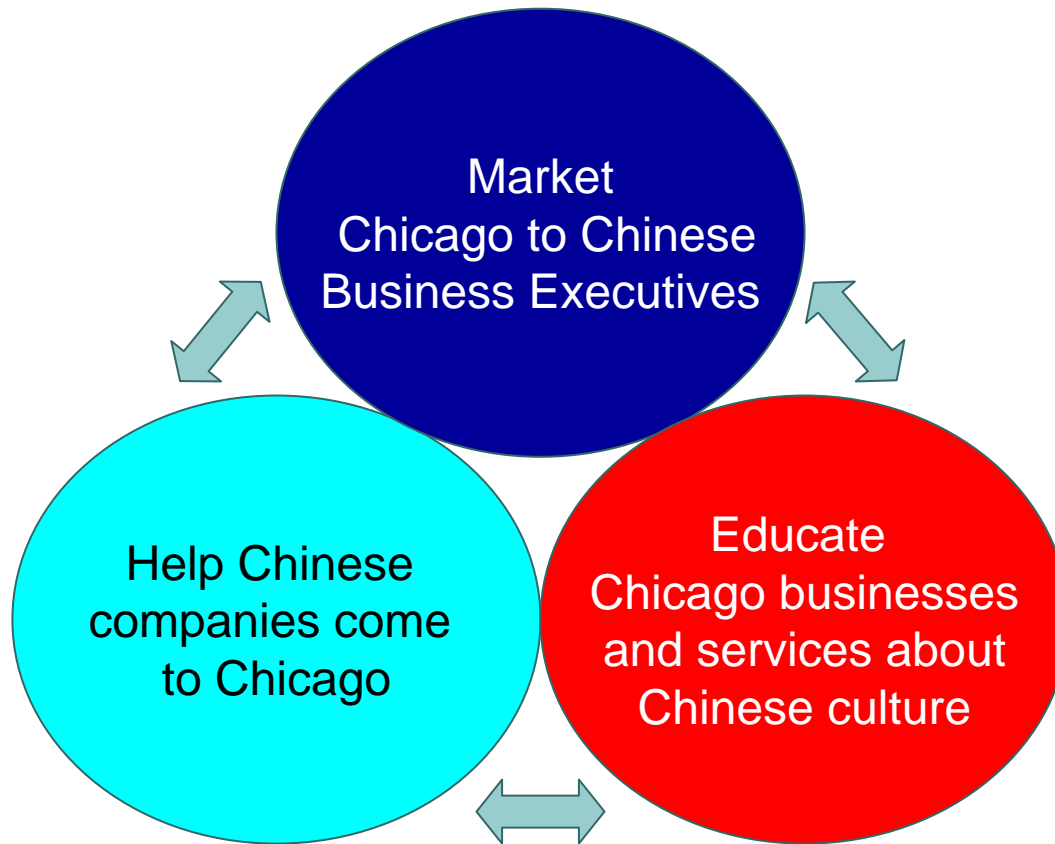 Market
Chicago to Chinese
Business Executives
Help Chinese
companies come
to Chicago
Educate
Chicago businesses
and services about
Chinese culture